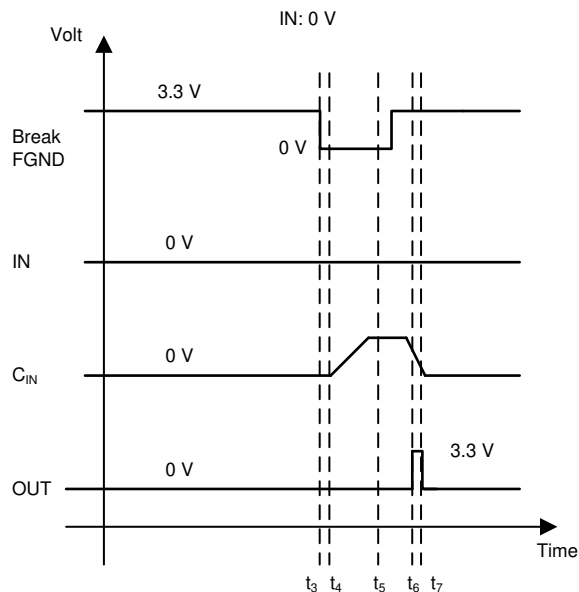 IN: 0 V
Volt
3.3 V
Break
FGND
0 V
0 V
IN
0 V
CIN
3.3 V
0 V
OUT
Time
t3 t4 t5 t6 t7